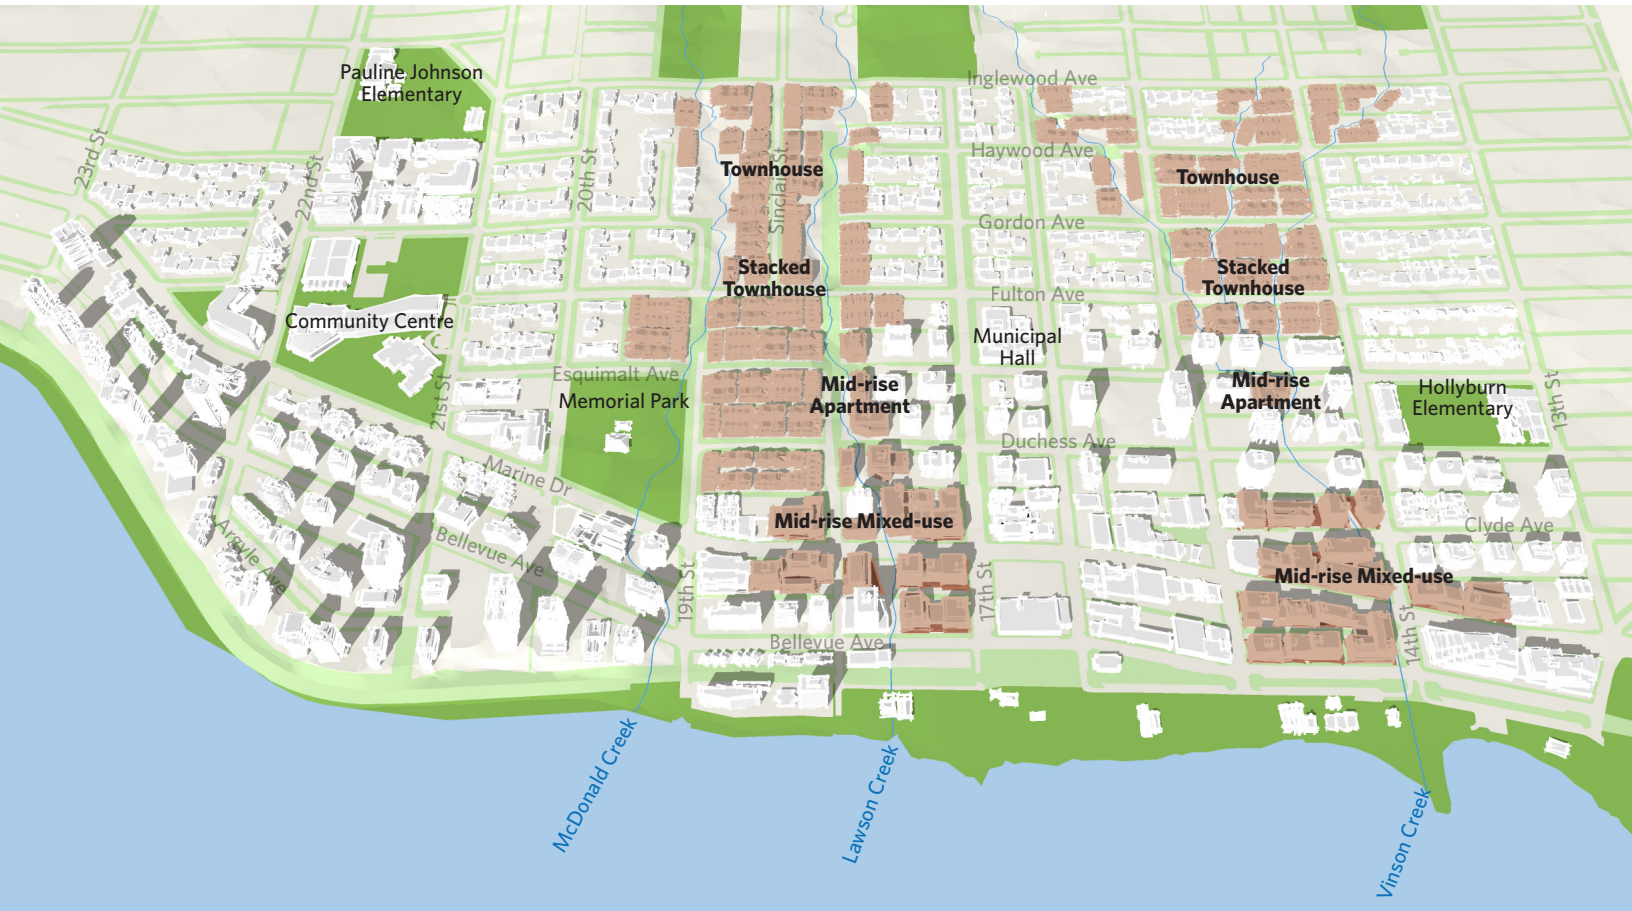 Pauline Johnson
Elementary
Inglewood Ave
23rd St
22nd St
20th St
Sinclair St
Haywood Ave
Townhouse
Townhouse
Gordon Ave
Stacked
Townhouse
Stacked
Townhouse
Fulton Ave
Community Centre
Municipal
Hall
Esquimalt Ave
Memorial Park
21st St
Mid-rise
Apartment
Mid-rise
Apartment
Hollyburn
Elementary
13th St
Duchess Ave
Marine Dr
Mid-rise Mixed-use
Clyde Ave
Argyle Ave
Bellevue Ave
Mid-rise Mixed-use
19th St
17th St
14th St
Bellevue Ave
McDonald Creek
Lawson Creek
Vinson Creek